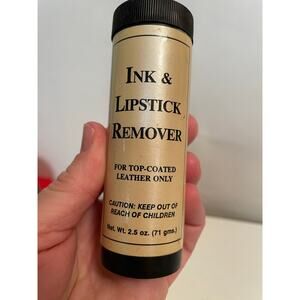 INK &
LIPSTICK
REMOVER
FOR TOP-COATED
LEATHER ONLY
CAUTION: KEEP OUT OF
REACH OF CHILDREN
Net. Wt. 2.5 oz. (71 gms.)